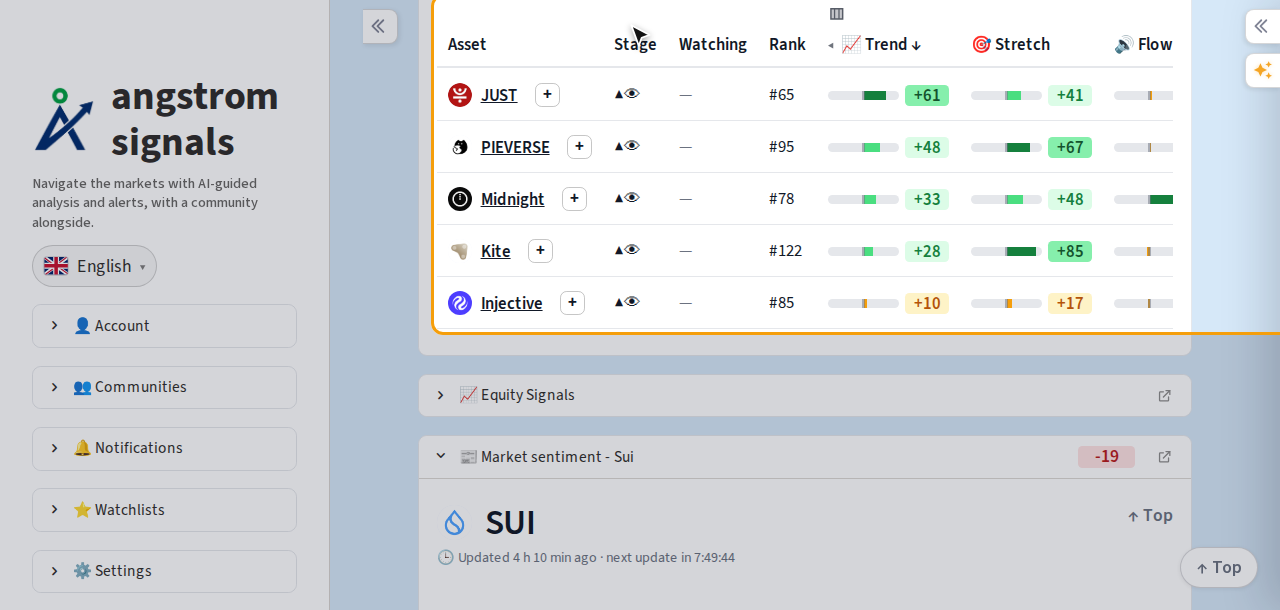 angstrom
signals
Navigate the markets with AI-guided
analysis and alerts, with a community
alongside.
English
Account
Communities
Notifications
Watchlists
Settings
Asset Stage Watching Rank Trend ↓ Stretch Flow
JUST + — #65 +61 +41
PIEVERSE + — #95 +48 +67
Midnight + — #78 +33 +48
Kite + — #122 +28 +85
Injective + — #85 +10 +17
Equity Signals
Market sentiment - Sui -19
SUI
↑ Top
Updated 4 h 10 min ago · next update in 7:49:44
↑ Top